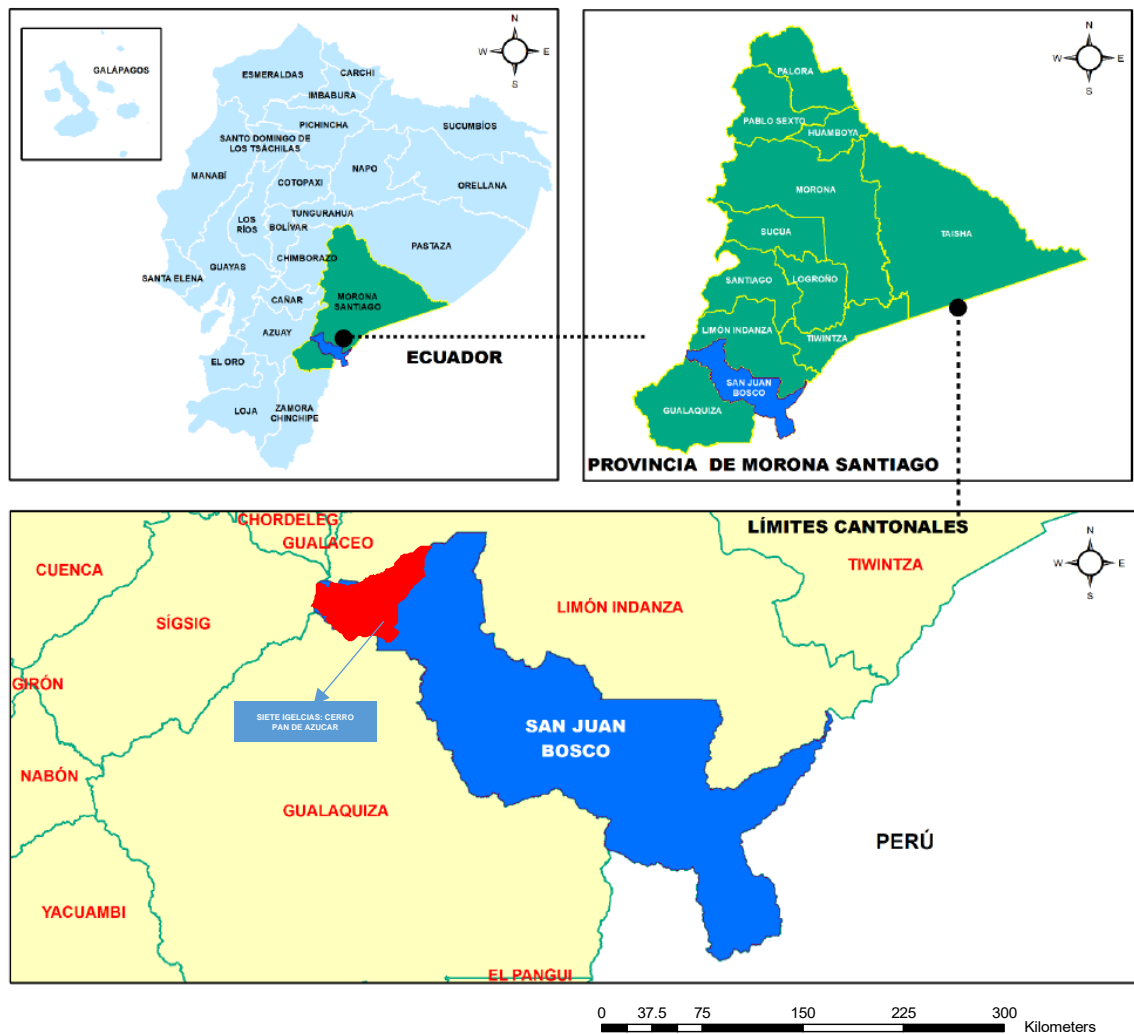 N
W E
S
GALÁPAGOS
ESMERALDAS
CARCHI
IMBABURA
PICHINCHA
SUCUMBÍOS
SANTO DOMINGO DE
LOS TSÁCHILAS
NAPO
MANABÍ
COTOPAXI
ORELLANA
TUNGURAHUA
LOS
RÍOS
BOLÍVAR
PASTAZA
CHIMBORAZO
GUAYAS
SANTA ELENA
CAÑAR
MORONA
SANTIAGO
AZUAY
EL ORO
LOJA
ZAMORA
CHINCHIPE
ECUADOR
N
W E
S
PALORA
PABLO SEXTO
HUAMBOYA
MORONA
SUCÚA
TAISHA
SANTIAGO
LOGROÑO
LIMÓN INDANZA
TIWINTZA
SAN JUAN
BOSCO
GUALAQUIZA
PROVINCIA DE MORONA SANTIAGO
LÍMITES CANTONALES
N
W E
S
CHORDELEG
GUALACEO
CUENCA
TIWINTZA
SÍGSIG
LIMÓN INDANZA
GIRÓN
SIETE IGELCIAS: CERRO
PAN DE AZUCAR
SAN JUAN
BOSCO
NABÓN
GUALAQUIZA
PERÚ
YACUAMBI
EL PANGUI
0 37.5 75 150 225 300
Kilometers